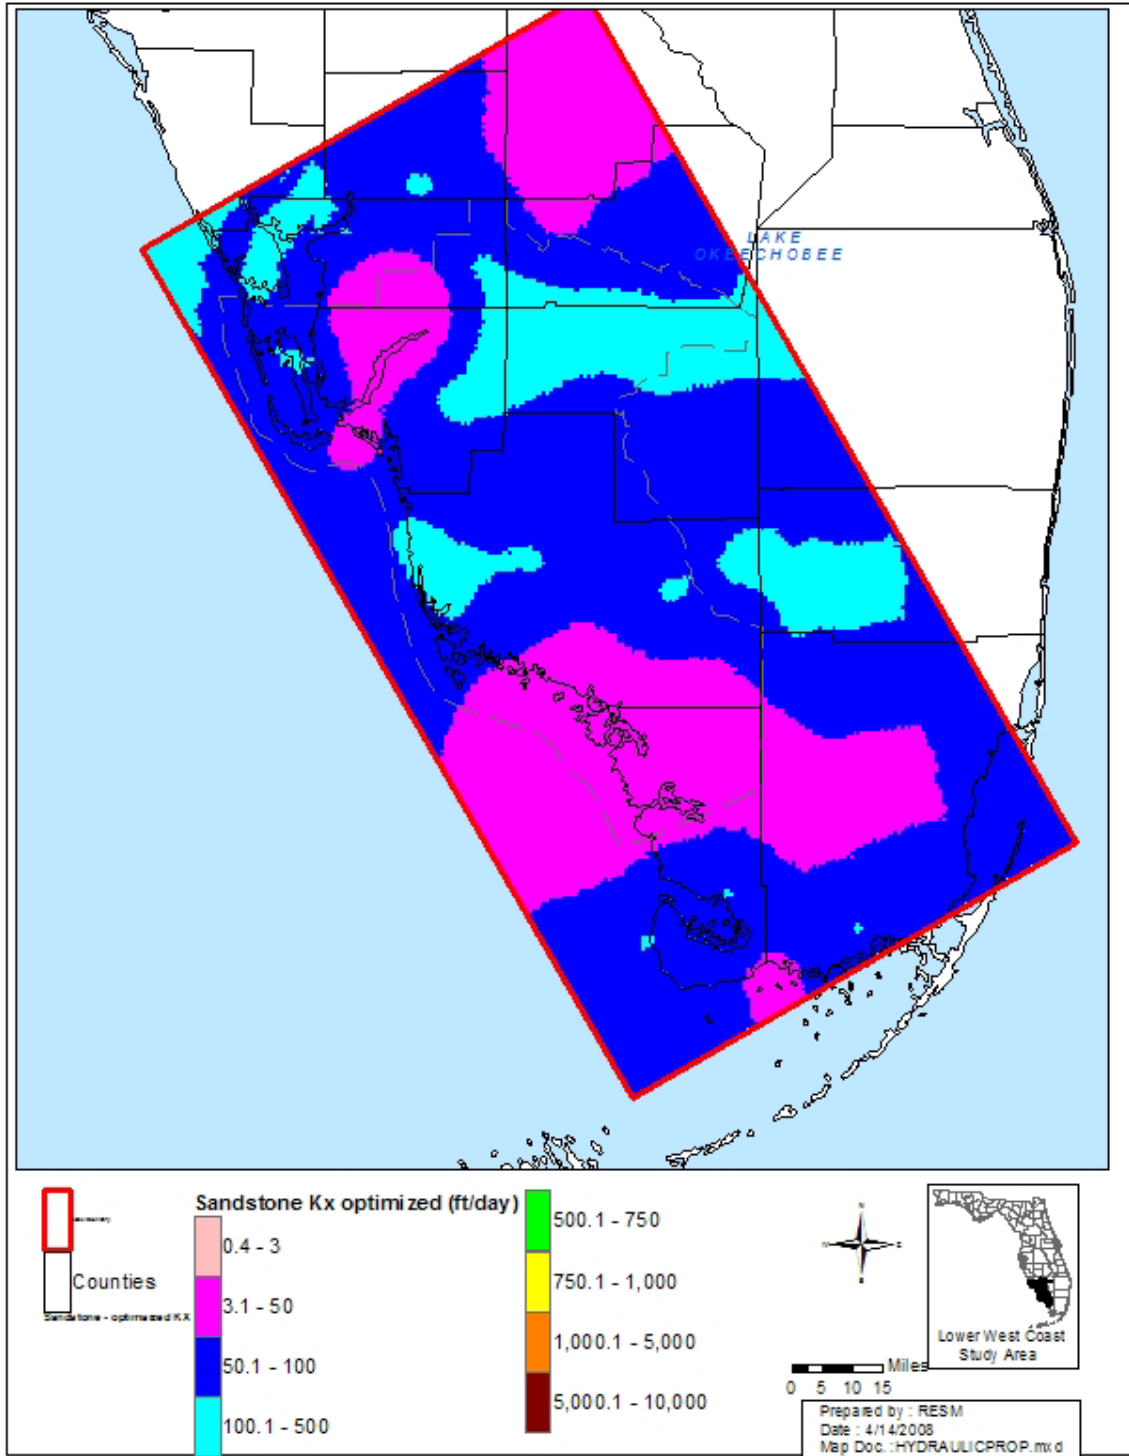 LAKE
OKEECHOBEE
Sandstone Kx optimized (ft/day)
0.4 - 3
3.1 - 50
50.1 - 100
100.1 - 500
500.1 - 750
750.1 - 1,000
1,000.1 - 5,000
5,000.1 - 10,000
Counties
Sandstone - optimazed KX
N
W
E
S
Miles
0 5 10 15
Lower West Coast
Study Area
Prepared by : RESM
Date : 4/14/2008
Map Doc. :HYDRAULICPROP.mxd